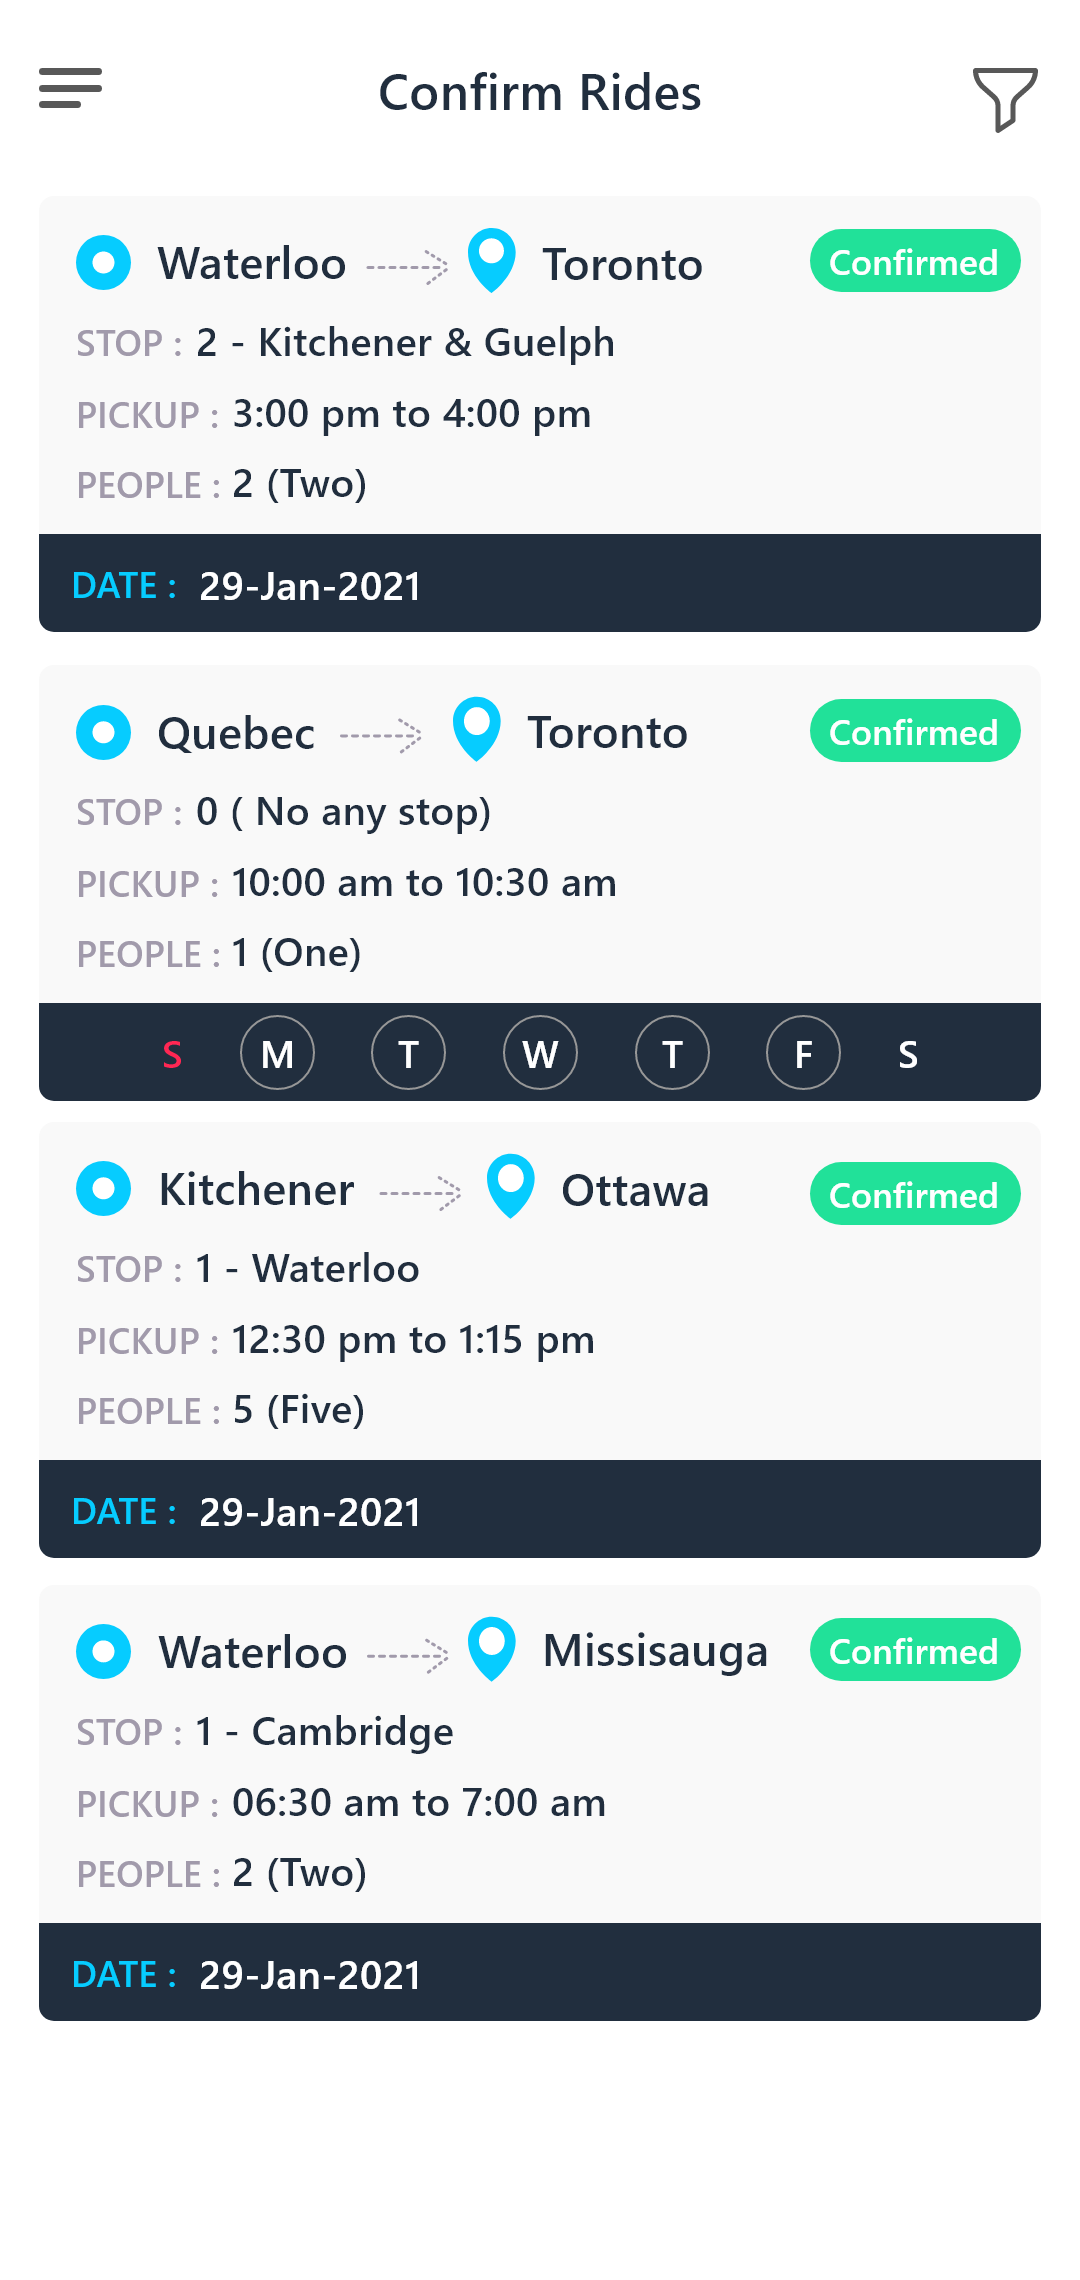 Confirm Rides
Waterloo Toronto Confirmed
STOP : 2 - Kitchener & Guelph
PICKUP : 3:00 pm to 4:00 pm
PEOPLE : 2 (Two)
DATE : 29-Jan-2021
Quebec Toronto Confirmed
STOP : 0 ( No any stop)
PICKUP : 10:00 am to 10:30 am
PEOPLE : 1 (One)
S M T W T F S
Kitchener Ottawa Confirmed
STOP : 1 - Waterloo
PICKUP : 12:30 pm to 1:15 pm
PEOPLE : 5 (Five)
DATE : 29-Jan-2021
Waterloo Missisauga Confirmed
STOP : 1 - Cambridge
PICKUP : 06:30 am to 7:00 am
PEOPLE : 2 (Two)
DATE : 29-Jan-2021